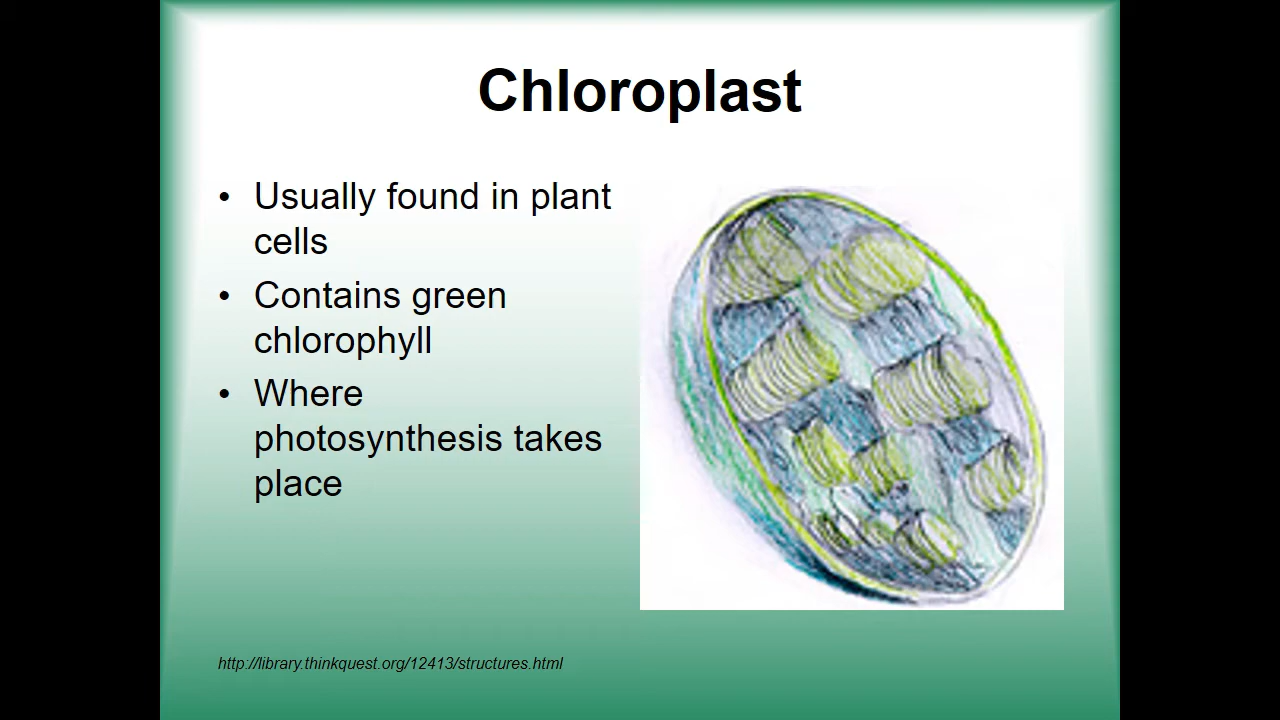 Chloroplast
• Usually found in plant
cells
• Contains green
chlorophyll
• Where
photosynthesis takes
place
http://library.thinkquest.org/12413/structures.html